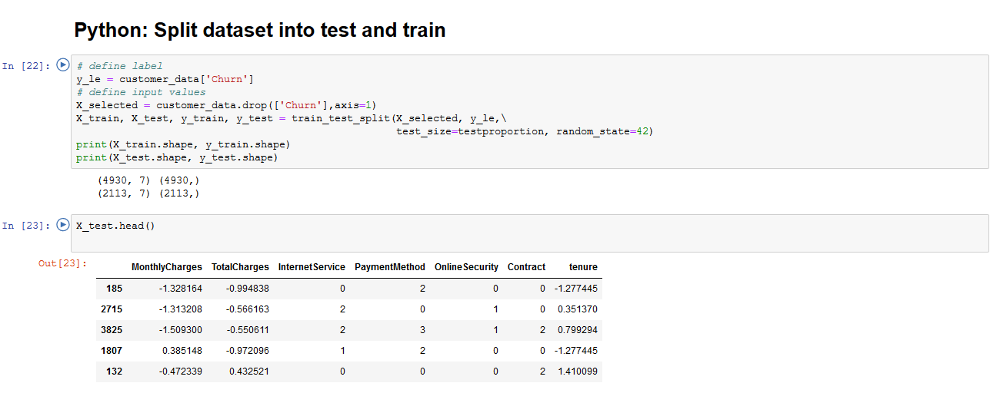 Python: Split dataset into test and train
In [22]:
# define label
y_le = customer_data['Churn']
# define input values
X_selected = customer_data.drop(['Churn'],axis=1)
X_train, X_test, y_train, y_test = train_test_split(X_selected, y_le,\
test_size=testproportion, random_state=42)
print(X_train.shape, y_train.shape)
print(X_test.shape, y_test.shape)
(4930, 7) (4930,)
(2113, 7) (2113,)
In [23]:
X_test.head()
Out[23]:
MonthlyCharges TotalCharges InternetService PaymentMethod OnlineSecurity Contract tenure
185 -1.328164 -0.994838 0 2 0 0 -1.277445
2715 -1.313208 -0.566163 2 0 1 0 0.351370
3825 -1.509300 -0.550611 2 3 1 2 0.799294
1807 0.385148 -0.972096 1 2 0 0 -1.277445
132 -0.472339 0.432521 0 0 0 2 1.410099